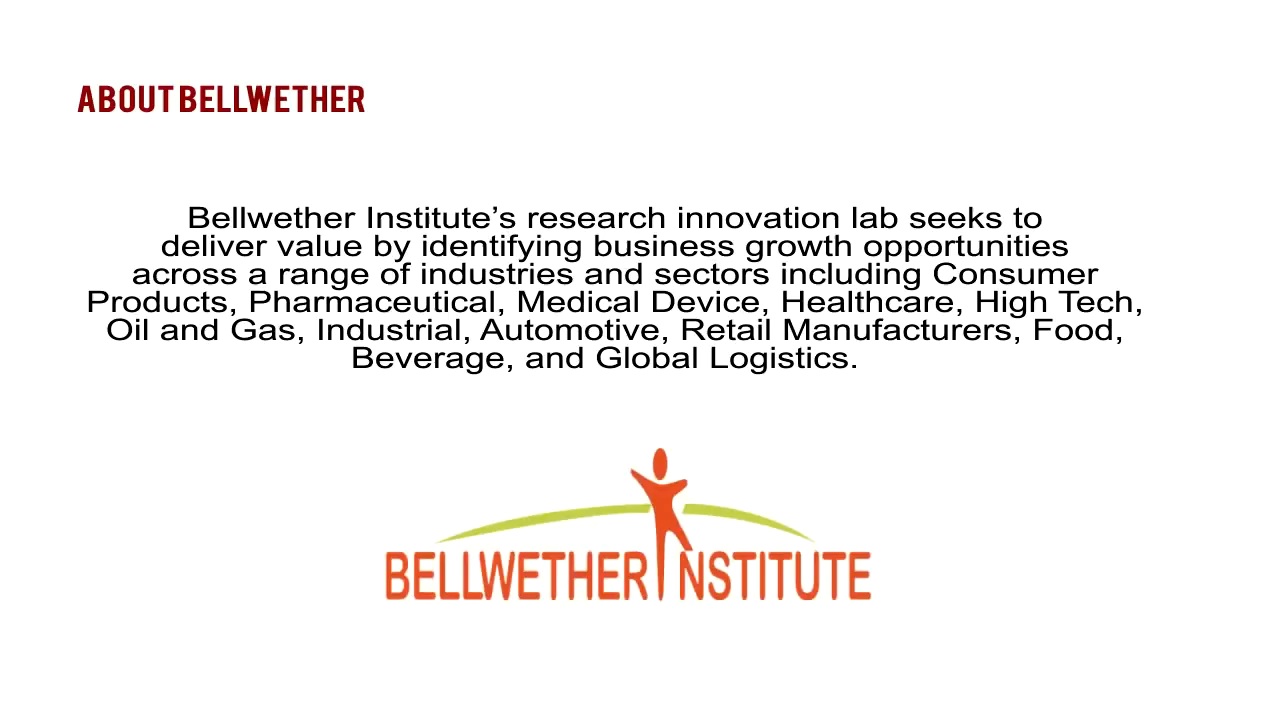 ABOUT BELLWETHER
Bellwether Institute’s research innovation lab seeks to
deliver value by identifying business growth opportunities
across a range of industries and sectors including Consumer
Products, Pharmaceutical, Medical Device, Healthcare, High Tech,
Oil and Gas, Industrial, Automotive, Retail Manufacturers, Food,
Beverage, and Global Logistics.
BELLWETHER INSTITUTE